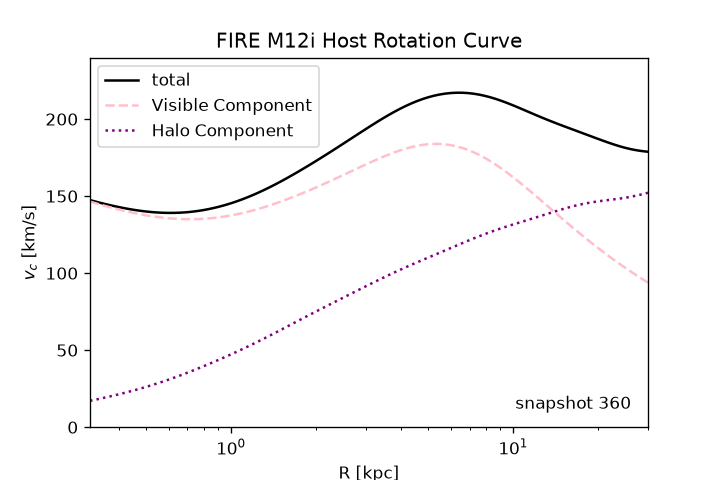 FIRE M12i Host Rotation Curve
total
Visible Component
Halo Component
200
150
100
50
0
v_c [km/s]
snapshot 360
10^0
10^1
R [kpc]